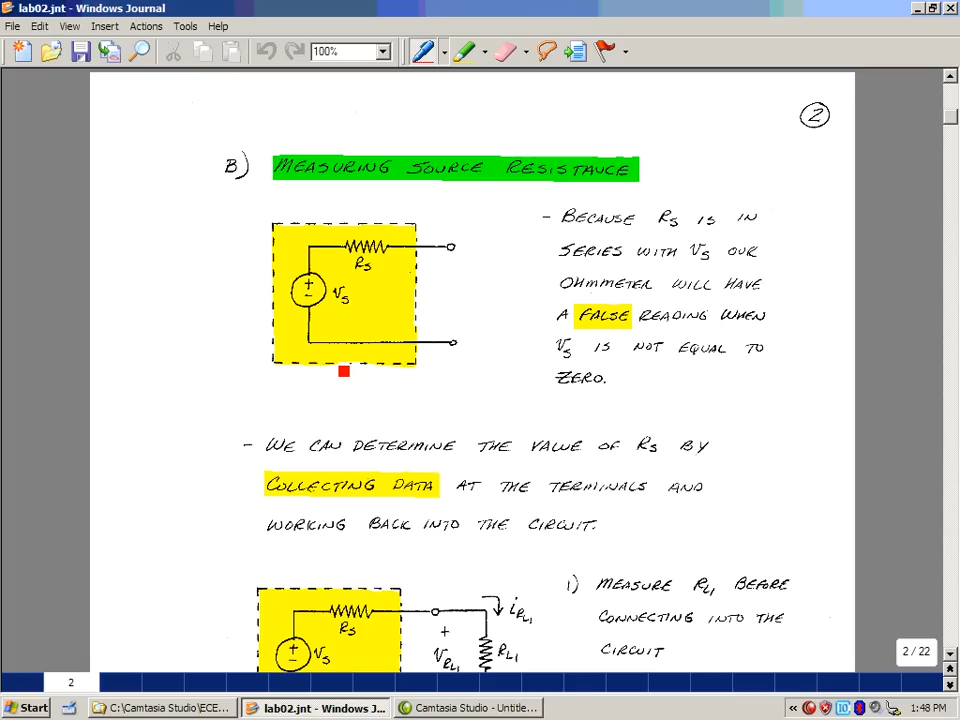 lab02.jnt - Windows Journal
File Edit View Insert Actions Tools Help
100%
2
B) MEASURING SOURCE RESISTANCE
- BECAUSE RS IS IN
SERIES WITH VS OUR
OHMMETER WILL HAVE
A FALSE READING WHEN
VS IS NOT EQUAL TO
ZERO.
RS
+
-
VS
- WE CAN DETERMINE THE VALUE OF RS BY
COLLECTING DATA AT THE TERMINALS AND
WORKING BACK INTO THE CIRCUIT.
1) MEASURE RL1 BEFORE
CONNECTING INTO THE
CIRCUIT
RS
+
-
VS
+
VRL1
iRL1
RL1
2 / 22
2
Start C:\Camtasia Studio\ECE... lab02.jnt - Windows J... Camtasia Studio - Untitle... 1:48 PM